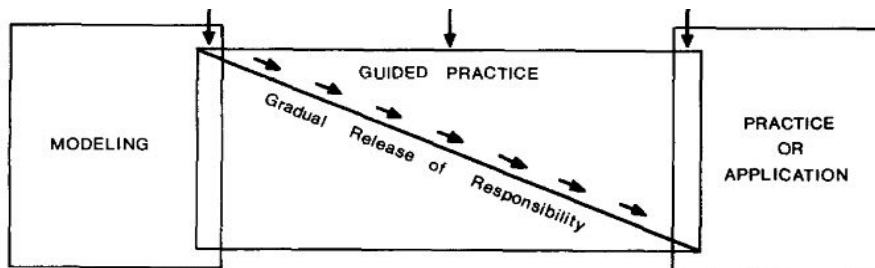 GUIDED PRACTICE
Gradual Release of Responsibility
MODELING
PRACTICE
OR
APPLICATION